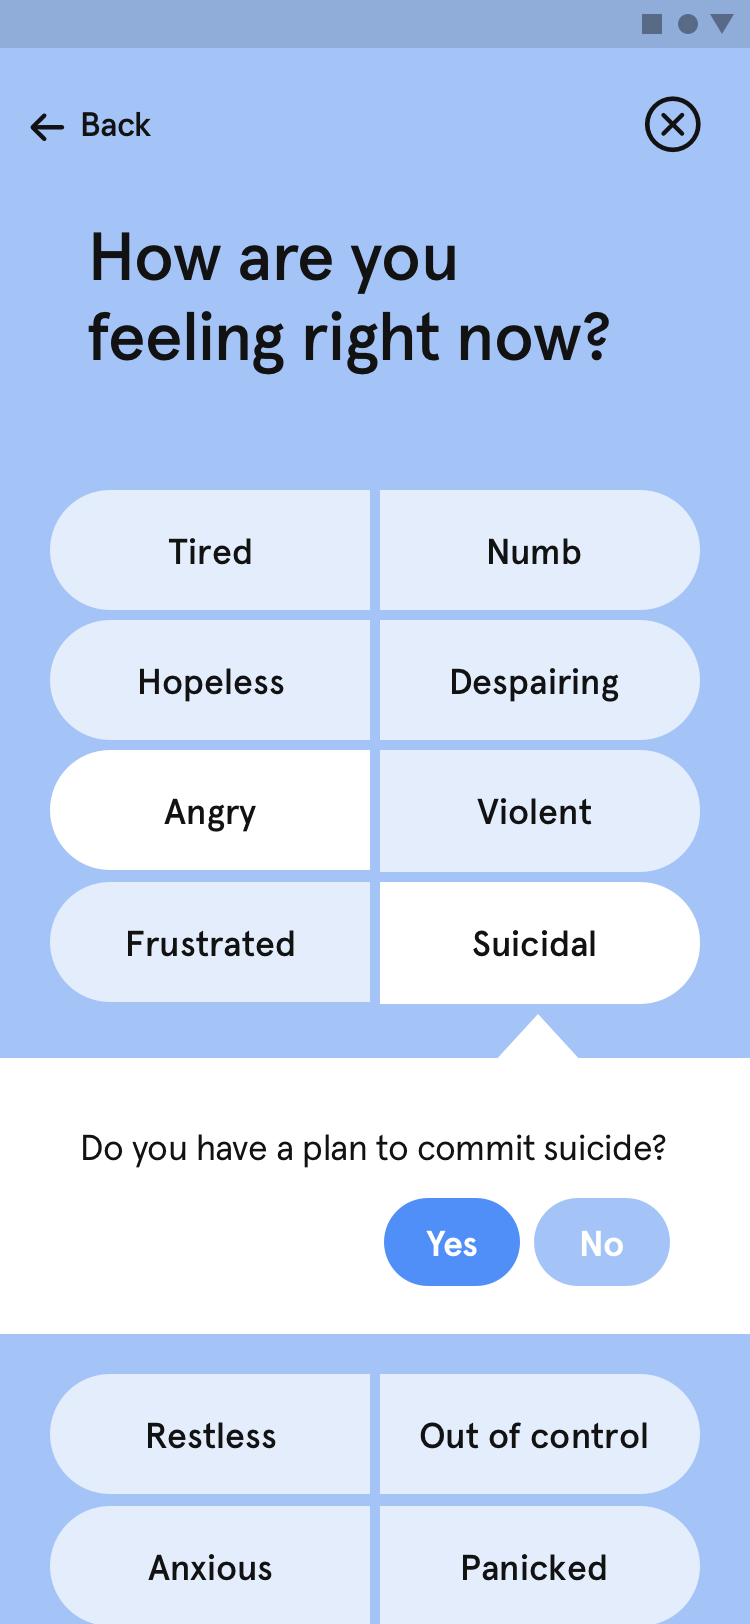 Back
How are you
feeling right now?
Tired
Numb
Hopeless
Despairing
Angry
Violent
Frustrated
Suicidal
Do you have a plan to commit suicide?
Yes
No
Restless
Out of control
Anxious
Panicked